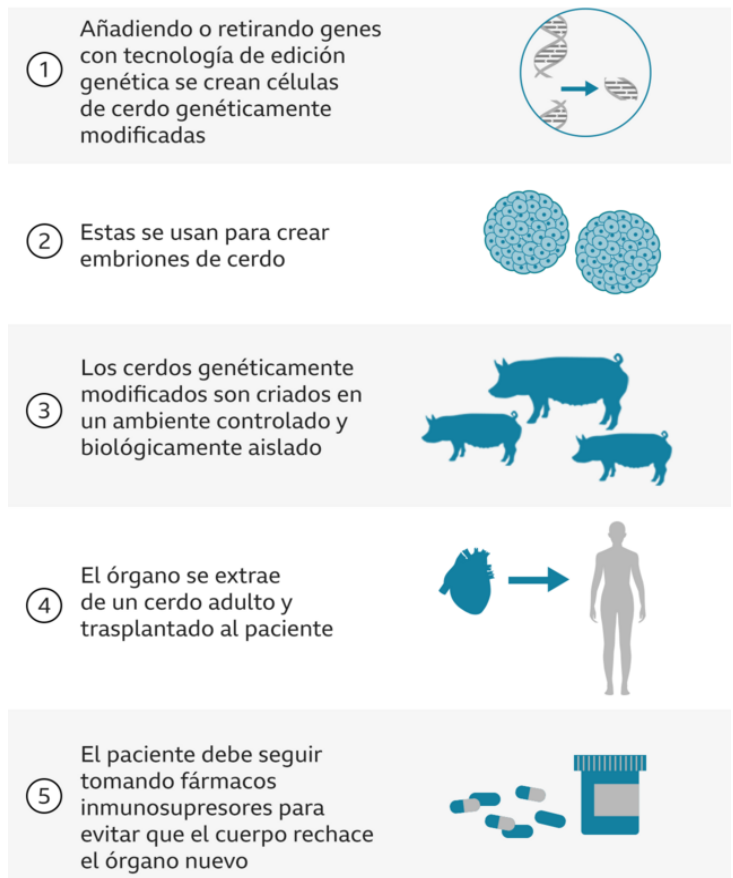 1
Añadiendo o retirando genes
con tecnología de edición
genética se crean células
de cerdo genéticamente
modificadas
2
Estas se usan para crear
embriones de cerdo
3
Los cerdos genéticamente
modificados son criados en
un ambiente controlado y
biológicamente aislado
4
El órgano se extrae
de un cerdo adulto y
trasplantado al paciente
5
El paciente debe seguir
tomando fármacos
inmunosupresores para
evitar que el cuerpo rechace
el órgano nuevo